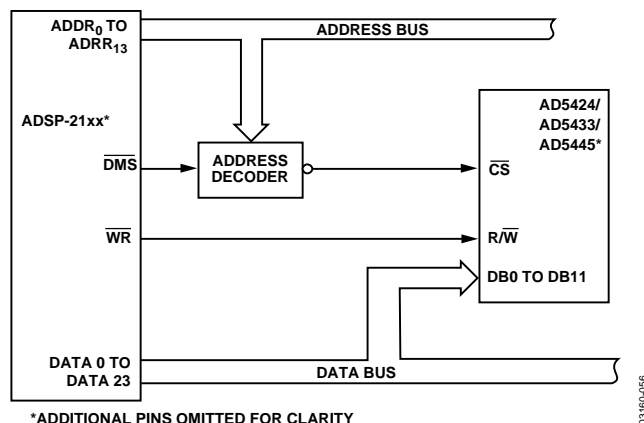 ADDR0 TO
ADRR13
ADDRESS BUS
ADSP-21xx*
AD5424/
AD5433/
AD5445*
DMS
ADDRESS
DECODER
CS
WR
R/W
DB0 TO DB11
DATA 0 TO
DATA 23
DATA BUS
*ADDITIONAL PINS OMITTED FOR CLARITY
03160-056